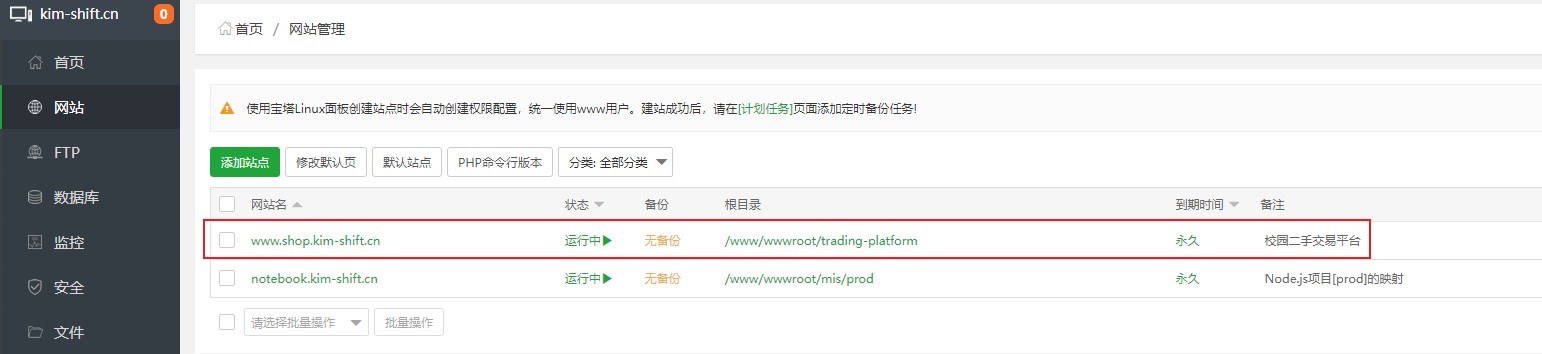 kim-shift.cn 0
首页
网站
FTP
数据库
监控
安全
文件
首页 / 网站管理
使用宝塔Linux面板创建站点时会自动创建权限配置，统一使用www用户。建站成功后，请在[计划任务]页面添加定时备份任务!
添加站点 修改默认页 默认站点 PHP命令行版本 分类: 全部分类
网站名 状态 备份 根目录 到期时间 备注
www.shop.kim-shift.cn 运行中 无备份 /www/wwwroot/trading-platform 永久 校园二手交易平台
notebook.kim-shift.cn 运行中 无备份 /www/wwwroot/mis/prod 永久 Node.js项目[prod]的映射
请选择批量操作 批量操作